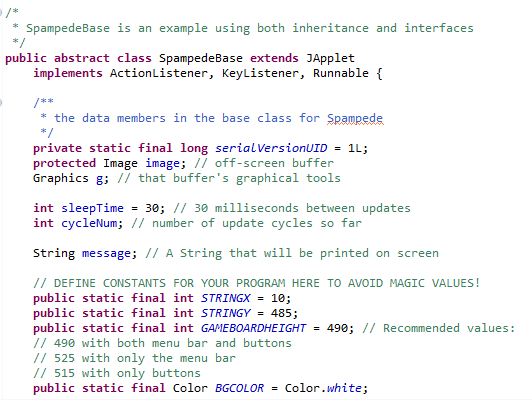 /*
 * SpampedeBase is an example using both inheritance and interfaces
 */
public abstract class SpampedeBase extends JApplet
    implements ActionListener, KeyListener, Runnable {
    /**
     * the data members in the base class for Spampede
     */
    private static final long serialVersionUID = 1L;
    protected Image image; // off-screen buffer
    Graphics g; // that buffer's graphical tools
    int sleepTime = 30; // 30 milliseconds between updates
    int cycleNum; // number of update cycles so far
    String message; // A String that will be printed on screen
    // DEFINE CONSTANTS FOR YOUR PROGRAM HERE TO AVOID MAGIC VALUES!
    public static final int STRINGX = 10;
    public static final int STRINGY = 485;
    public static final int GAMEBOARDHEIGHT = 490; // Recommended values:
    // 490 with both menu bar and buttons
    // 525 with only the menu bar
    // 515 with only buttons
    public static final Color BGCOLOR = Color.white;